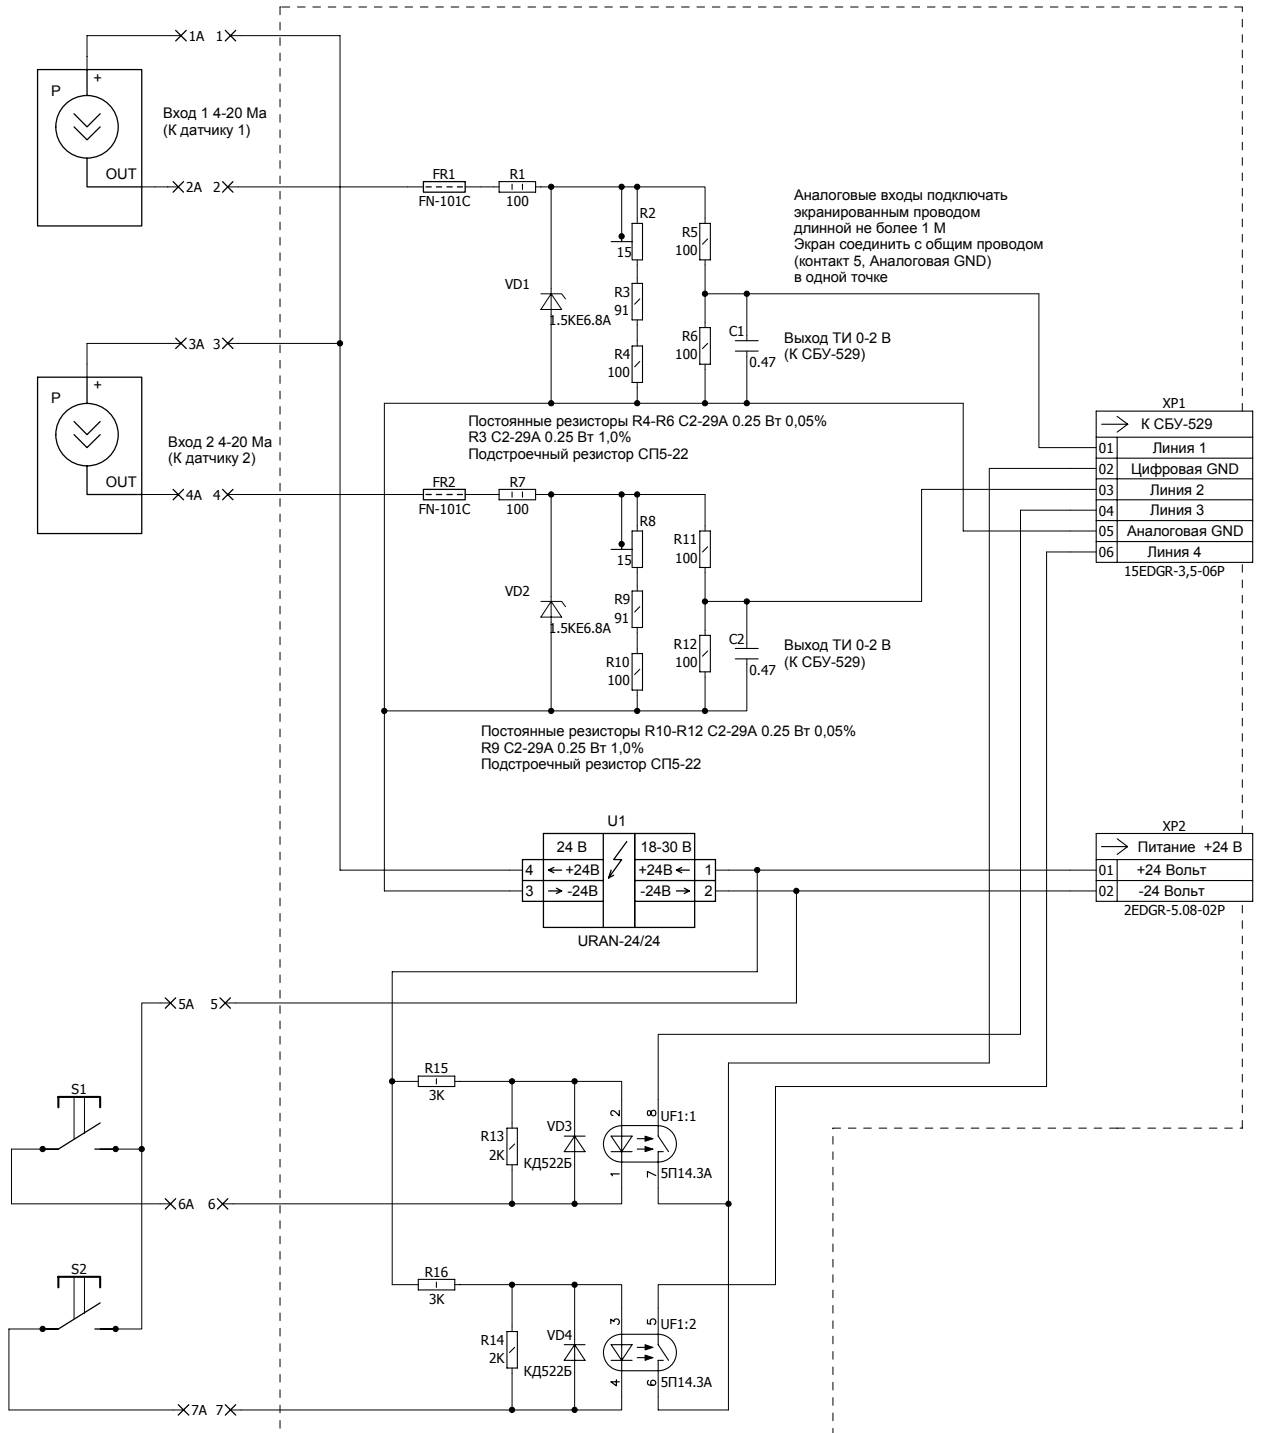 1A 1
P
+
Вход 1 4-20 Ма
(К датчику 1)
OUT
2A 2
FR1
FN-101C
R1
100
R2
15
R5
100
Аналоговые входы подключать
экранированным проводом
длинной не более 1 М
Экран соединить с общим проводом
(контакт 5, Аналоговая GND)
в одной точке
VD1
1.5KE6.8A
R3
91
R4
100
R6
100
C1
0.47
Выход ТИ 0-2 В
(К СБУ-529)
3A 3
P
+
Вход 2 4-20 Ма
(К датчику 2)
OUT
4A 4
Постоянные резисторы R4-R6 С2-29А 0.25 Вт 0,05%
R3 С2-29А 0.25 Вт 1,0%
Подстроечный резистор СП5-22
XP1
К СБУ-529
01 Линия 1
02 Цифровая GND
03 Линия 2
04 Линия 3
05 Аналоговая GND
06 Линия 4
15EDGR-3,5-06P
FR2
FN-101C
R7
100
R8
15
R11
100
VD2
1.5KE6.8A
R9
91
R10
100
R12
100
C2
0.47
Выход ТИ 0-2 В
(К СБУ-529)
Постоянные резисторы R10-R12 С2-29А 0.25 Вт 0,05%
R9 С2-29А 0.25 Вт 1,0%
Подстроечный резистор СП5-22
U1
24 В 18-30 В
4 +24В +24В 1
3 -24В -24В 2
URAN-24/24
XP2
Питание +24 В
01 +24 Вольт
02 -24 Вольт
2EDGR-5.08-02P
5A 5
R15
3K
S1
R13
2K
VD3
КД522Б
2
8
UF1:1
1
7
5П14.3А
6A 6
R16
3K
S2
R14
2K
VD4
КД522Б
3
5
UF1:2
4
6
5П14.3А
7A 7